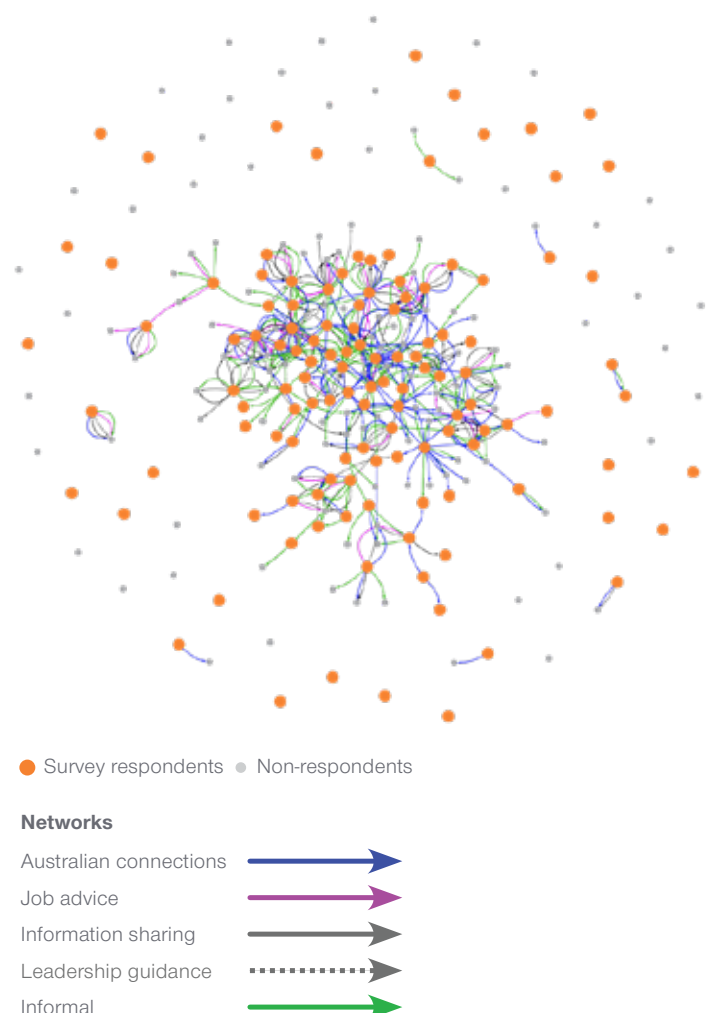 Survey respondents Non-respondents
Networks
Australian connections
Job advice
Information sharing
Leadership guidance
Informal